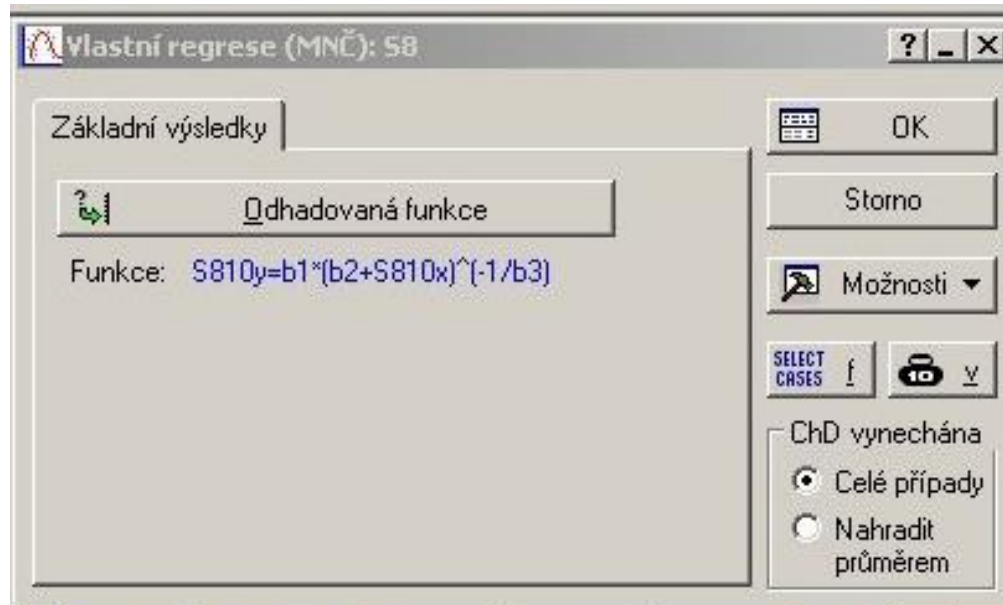 Vlastní regrese (MNČ): S8
Základní výsledky
Odhadovaná funkce
Funkce: S810y=b1*(b2+S810x)^(-1/b3)
OK
Storno
Možnosti
SELECT CASES f
10 v
ChD vynechána
Celé případy
Nahradit
průměrem